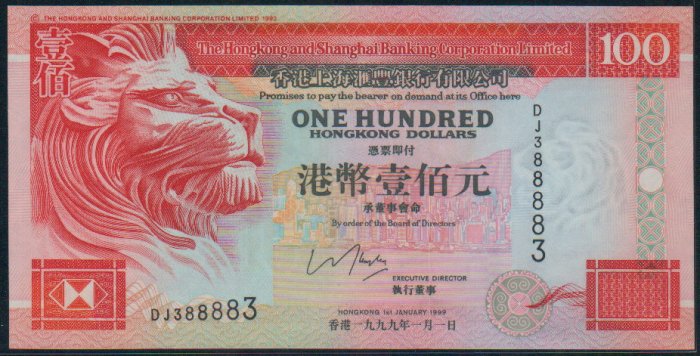 © THE HONGKONG AND SHANGHAI BANKING CORPORATION LIMITED 1993
壹佰
The Hongkong and Shanghai Banking Corporation Limited
100
香港上海滙豐銀行有限公司
Promises to pay the bearer on demand at its Office here
ONE HUNDRED
HONGKONG DOLLARS
憑票即付
港幣壹佰元
承董事會命
By order of the Board of Directors
DJ388883
EXECUTIVE DIRECTOR
執行董事
DJ388883
HONGKONG 1st JANUARY 1999
香港一九九九年一月一日